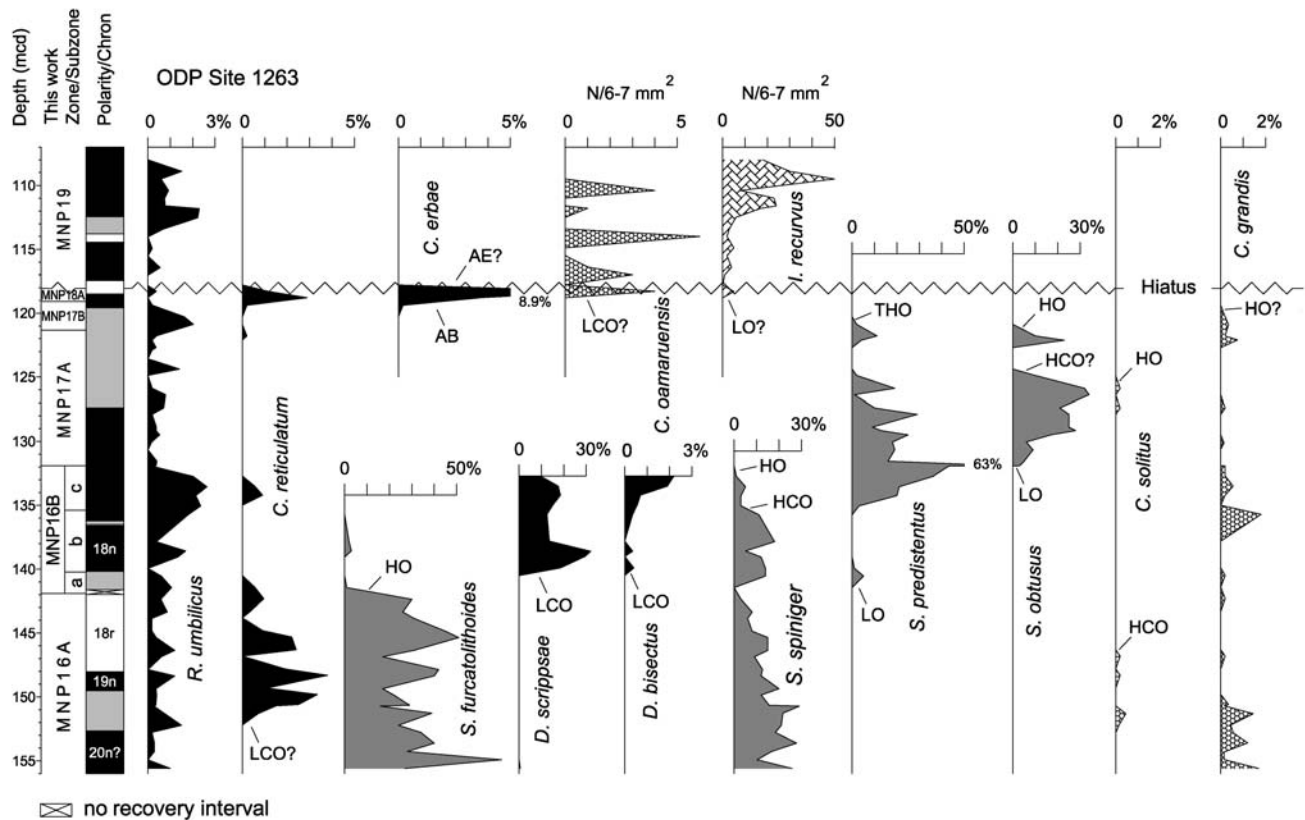 Depth (mcd)
This work
Zone/Subzone
Polarity/Chron
ODP Site 1263
N/6-7 mm2
N/6-7 mm2
0 3%
0 5%
0 5%
0 5
0 50
0 2%
0 2%
110
115
120
125
130
135
140
145
150
155
MNP19
MNP18A
MNP17B
MNP17A
MNP16B
c
b
a
MNP16A
18n
18r
19n
20n?
R. umbilicus
C. reticulatum
LCO?
C. erbae
AE?
8.9%
AB
C. oamaruensis
LCO?
I. recurvus
LO?
Hiatus
0 50%
S. furcatolithoides
HO
0 30%
D. scrippsae
LCO
0 3%
D. bisectus
LCO
0 30%
S. spiniger
HO
HCO
0 50%
S. predistentus
THO
63%
LO
0 30%
S. obtusus
HO
HCO?
LO
C. solitus
HO
HCO
C. grandis
HO?
no recovery interval